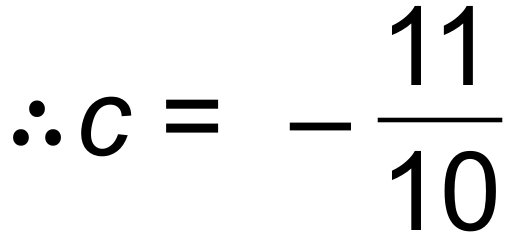 ∴ c = − 11/10